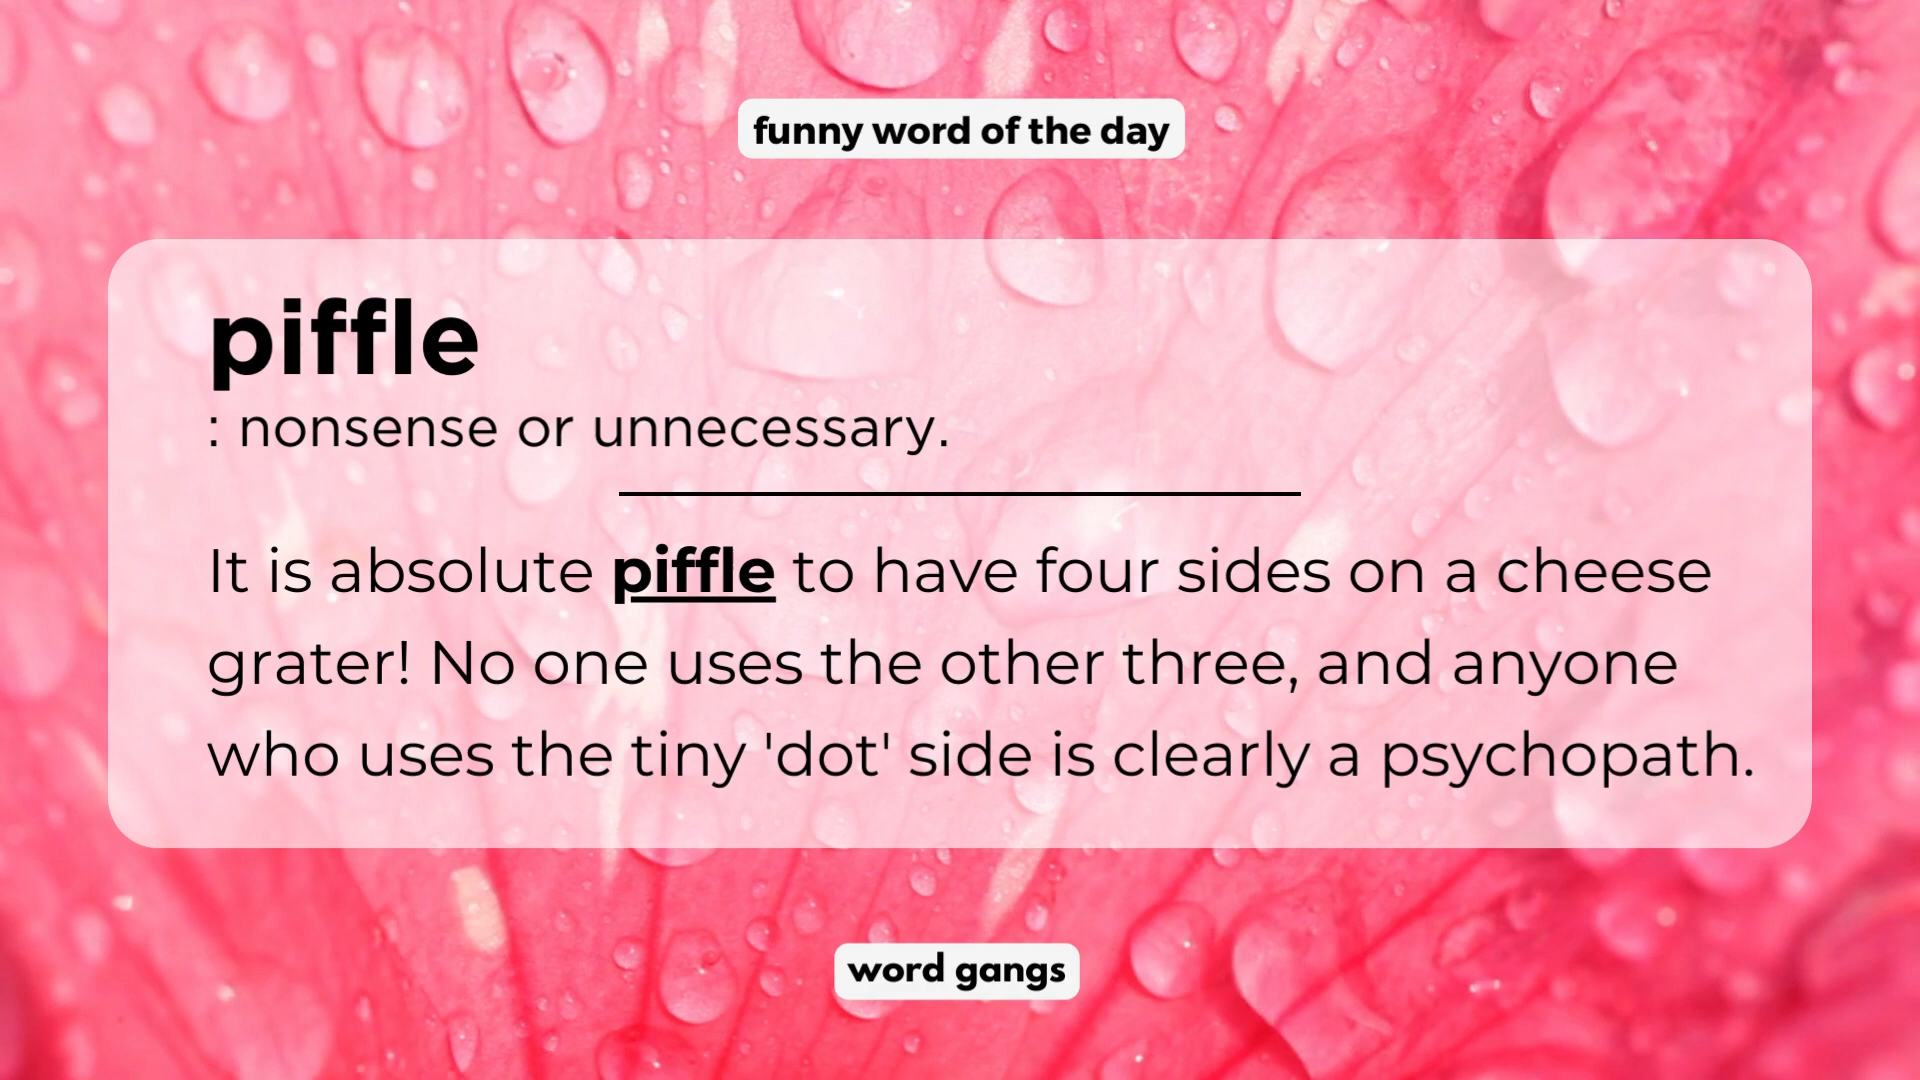 funny word of the day
piffle
: nonsense or unnecessary.
It is absolute piffle to have four sides on a cheese
grater! No one uses the other three, and anyone
who uses the tiny 'dot' side is clearly a psychopath.
word gangs